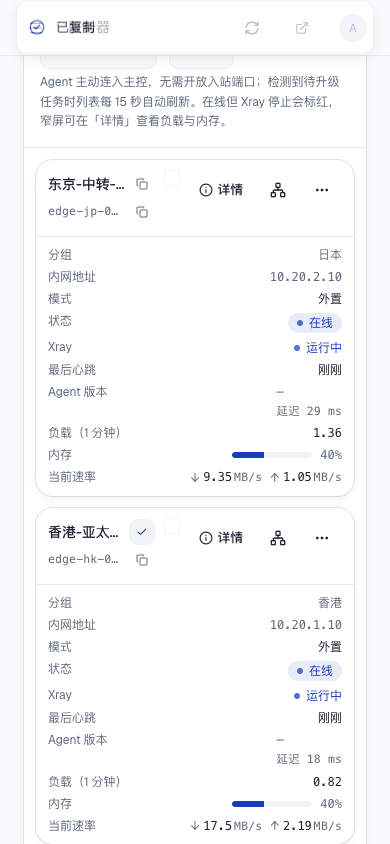 已复制
A
Agent 主动连入主控，无需开放入站端口；检测到待升级
任务时列表每 15 秒自动刷新。在线但 Xray 停止会标红，
窄屏可在「详情」查看负载与内存。
东京-中转-...
详情
edge-jp-0…
分组 日本
内网地址 10.20.2.10
模式 外置
状态 在线
Xray 运行中
最后心跳 刚刚
Agent 版本 —
延迟 29 ms
负载（1 分钟） 1.36
内存 40%
当前速率 ↓ 9.35 MB/s ↑ 1.05 MB/s
香港-亚太...
详情
edge-hk-0…
分组 香港
内网地址 10.20.1.10
模式 外置
状态 在线
Xray 运行中
最后心跳 刚刚
Agent 版本 —
延迟 18 ms
负载（1 分钟） 0.82
内存 40%
当前速率 ↓ 17.5 MB/s ↑ 2.19 MB/s